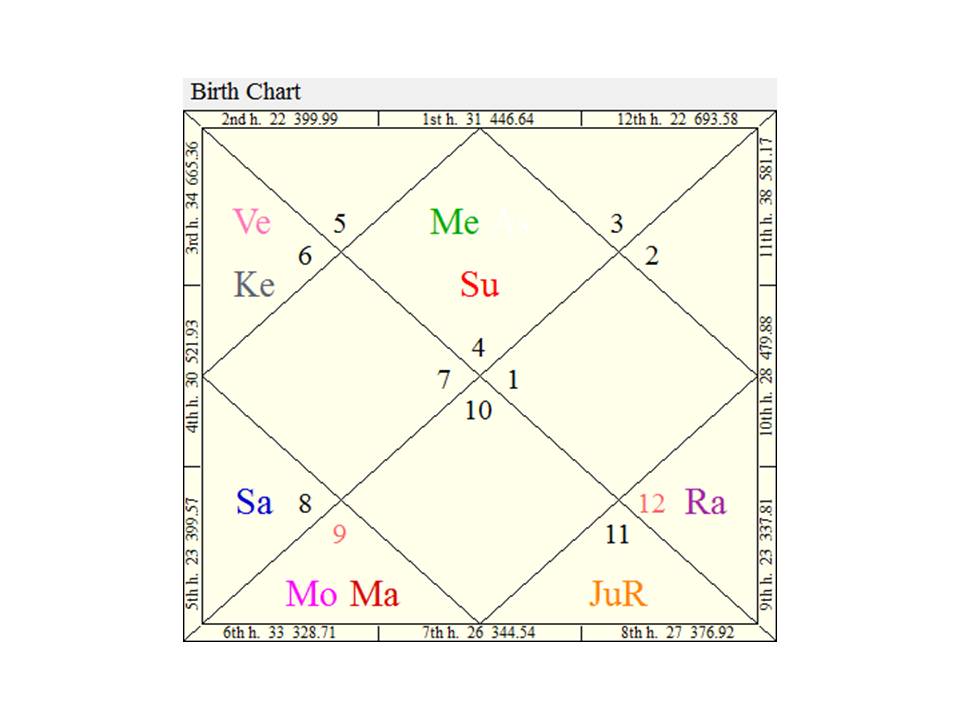 Birth Chart
2nd h. 22 399.99
1st h. 31 446.64
12th h. 22 693.58
3rd h. 34 665.36
11th h. 38 581.17
Ve
5
Me As
3
6
2
Ke
Su
4
7
1
10
4th h. 30 521.93
10th h. 28 479.88
Sa
8
12
Ra
9
11
Mo Ma
JuR
5th h. 23 399.57
9th h. 23 337.81
6th h. 33 328.71
7th h. 26 344.54
8th h. 27 376.92